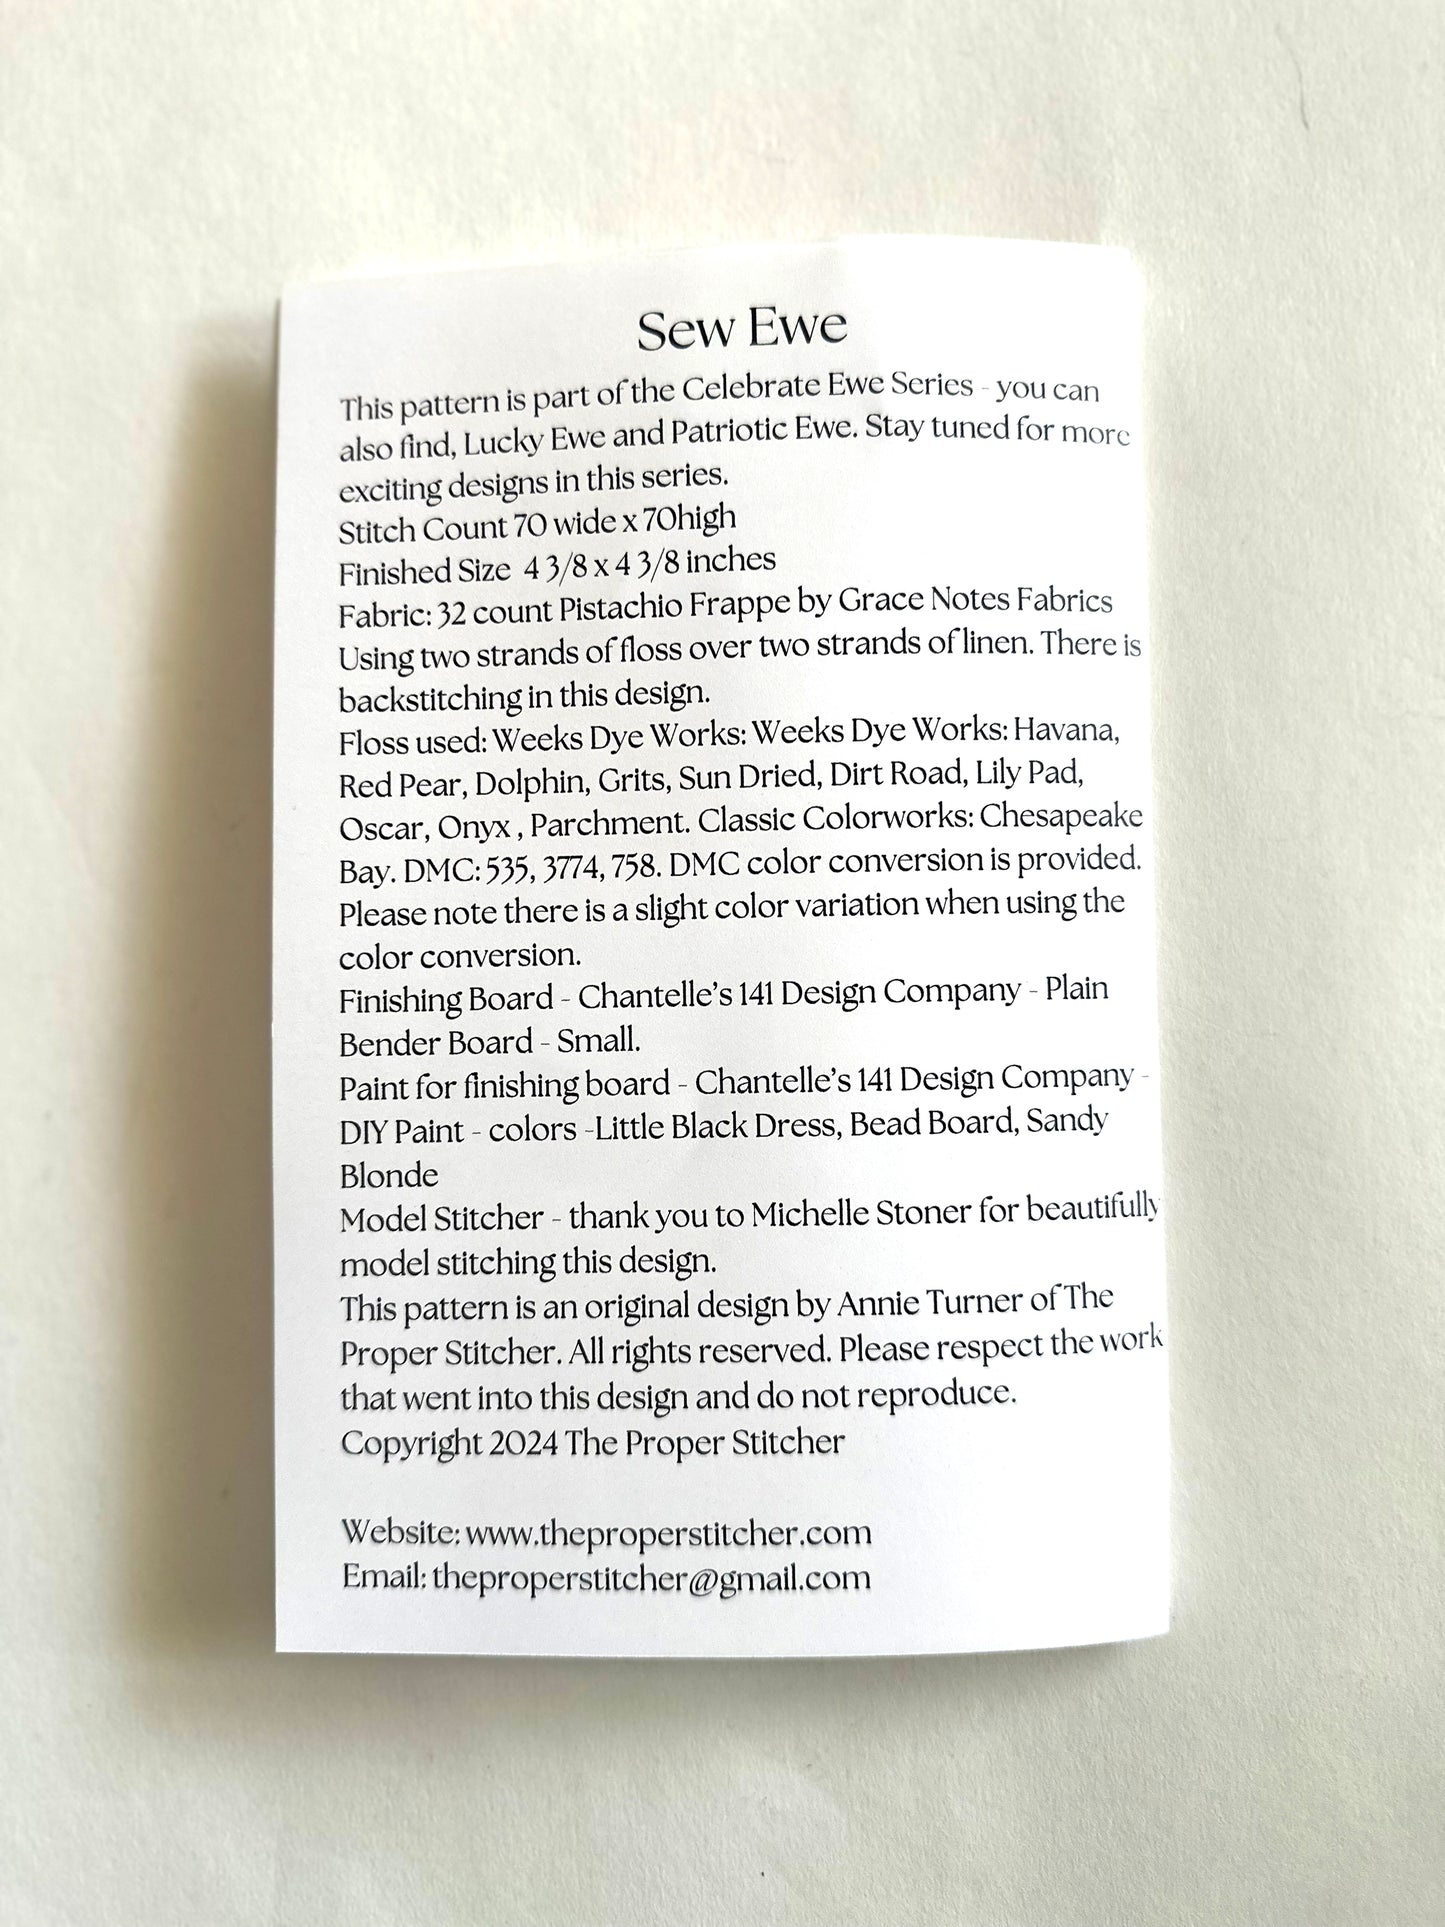 Sew Ewe
This pattern is part of the Celebrate Ewe Series - you can
also find, Lucky Ewe and Patriotic Ewe. Stay tuned for more
exciting designs in this series.
Stitch Count 70 wide x 70high
Finished Size 4 3/8 x 4 3/8 inches
Fabric: 32 count Pistachio Frappe by Grace Notes Fabrics
Using two strands of floss over two strands of linen. There is
backstitching in this design.
Floss used: Weeks Dye Works: Weeks Dye Works: Havana,
Red Pear, Dolphin, Grits, Sun Dried, Dirt Road, Lily Pad,
Oscar, Onyx , Parchment. Classic Colorworks: Chesapeake
Bay. DMC: 535, 3774, 758. DMC color conversion is provided.
Please note there is a slight color variation when using the
color conversion.
Finishing Board - Chantelle's 141 Design Company - Plain
Bender Board - Small.
Paint for finishing board - Chantelle's 141 Design Company -
DIY Paint - colors -Little Black Dress, Bead Board, Sandy
Blonde
Model Stitcher - thank you to Michelle Stoner for beautifully
model stitching this design.
This pattern is an original design by Annie Turner of The
Proper Stitcher. All rights reserved. Please respect the work
that went into this design and do not reproduce.
Copyright 2024 The Proper Stitcher
Website: www.theproperstitcher.com
Email: theproperstitcher@gmail.com